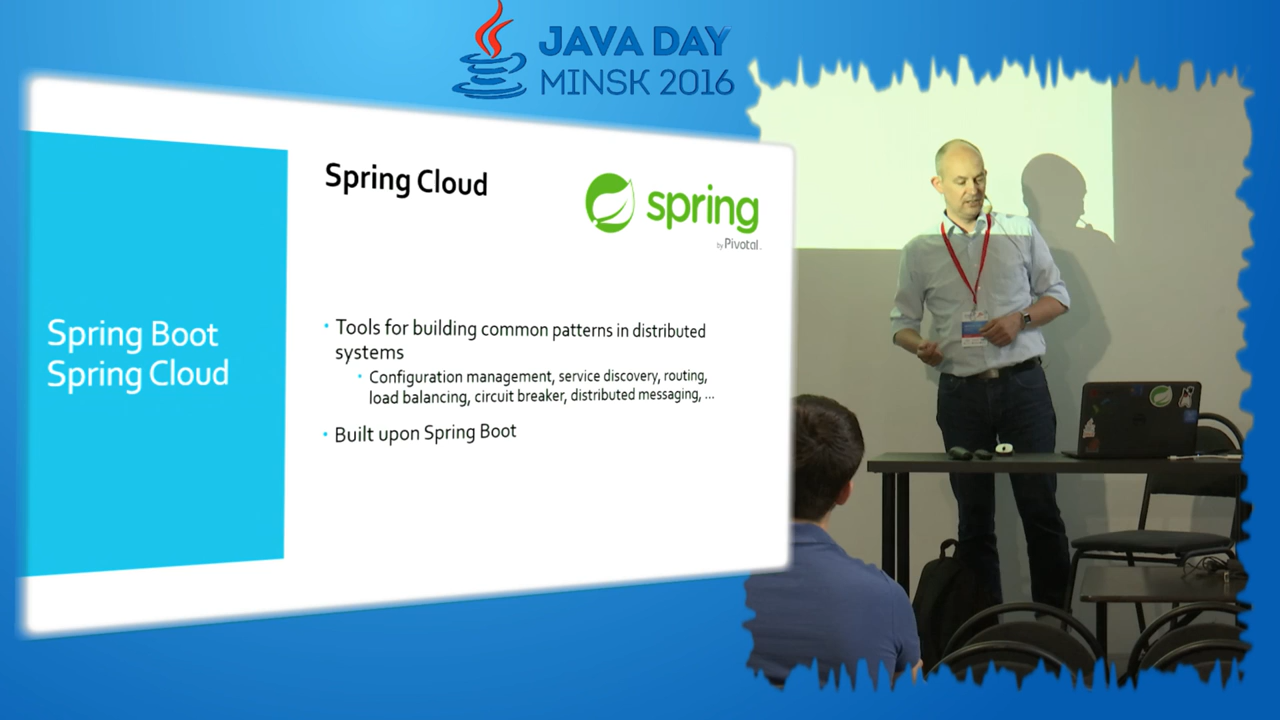 JAVA DAY
MINSK 2016
Spring Boot
Spring Cloud
Spring Cloud
spring
by Pivotal.
• Tools for building common patterns in distributed
systems
• Configuration management, service discovery, routing,
load balancing, circuit breaker, distributed messaging, ...
• Built upon Spring Boot